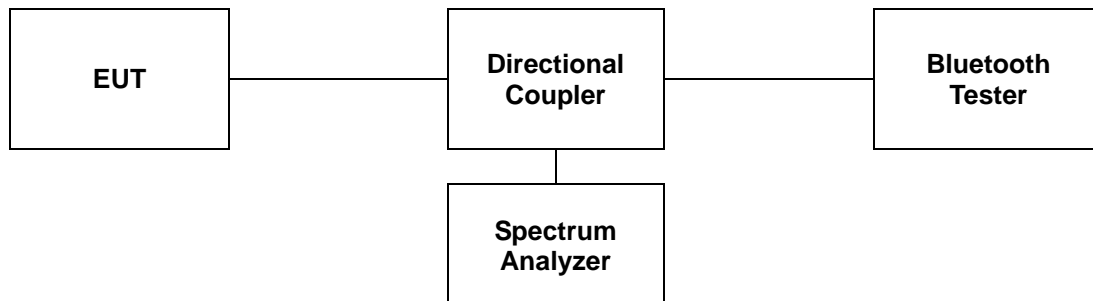 EUT
Directional
Coupler
Bluetooth
Tester
Spectrum
Analyzer